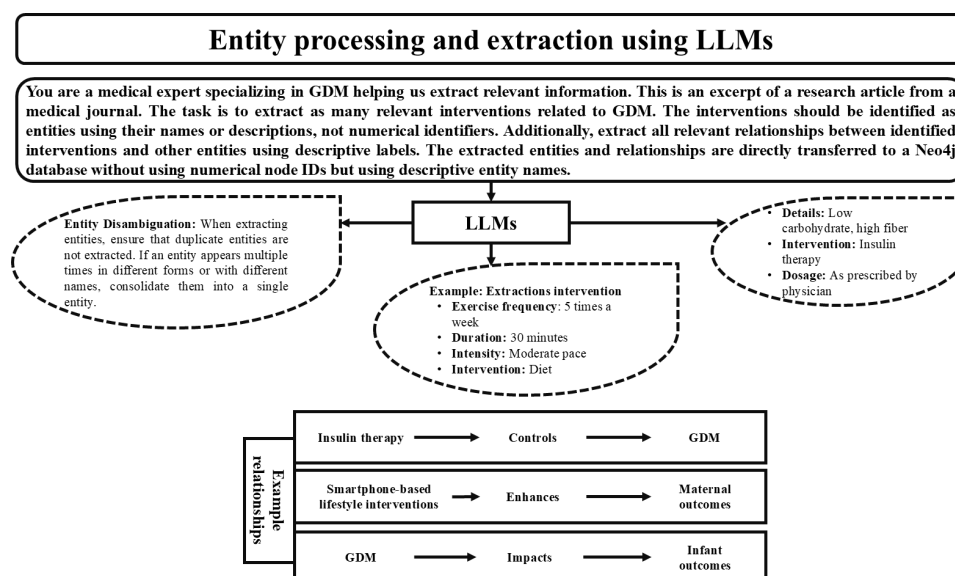 Entity processing and extraction using LLMs
You are a medical expert specializing in GDM helping us extract relevant information. This is an excerpt of a research article from a
medical journal. The task is to extract as many relevant interventions related to GDM. The interventions should be identified as
entities using their names or descriptions, not numerical identifiers. Additionally, extract all relevant relationships between identified
interventions and other entities using descriptive labels. The extracted entities and relationships are directly transferred to a Neo4j
database without using numerical node IDs but using descriptive entity names.
LLMs
Entity Disambiguation: When extracting
entities, ensure that duplicate entities are
not extracted. If an entity appears multiple
times in different forms or with different
names, consolidate them into a single
entity.
Example: Extractions intervention
• Exercise frequency: 5 times a
week
• Duration: 30 minutes
• Intensity: Moderate pace
• Intervention: Diet
• Details: Low
carbohydrate, high fiber
• Intervention: Insulin
therapy
• Dosage: As prescribed by
physician
Example
relationships
Insulin therapy Controls GDM
Smartphone-based
lifestyle interventions
Enhances
Maternal
outcomes
GDM
Impacts
Infant
outcomes